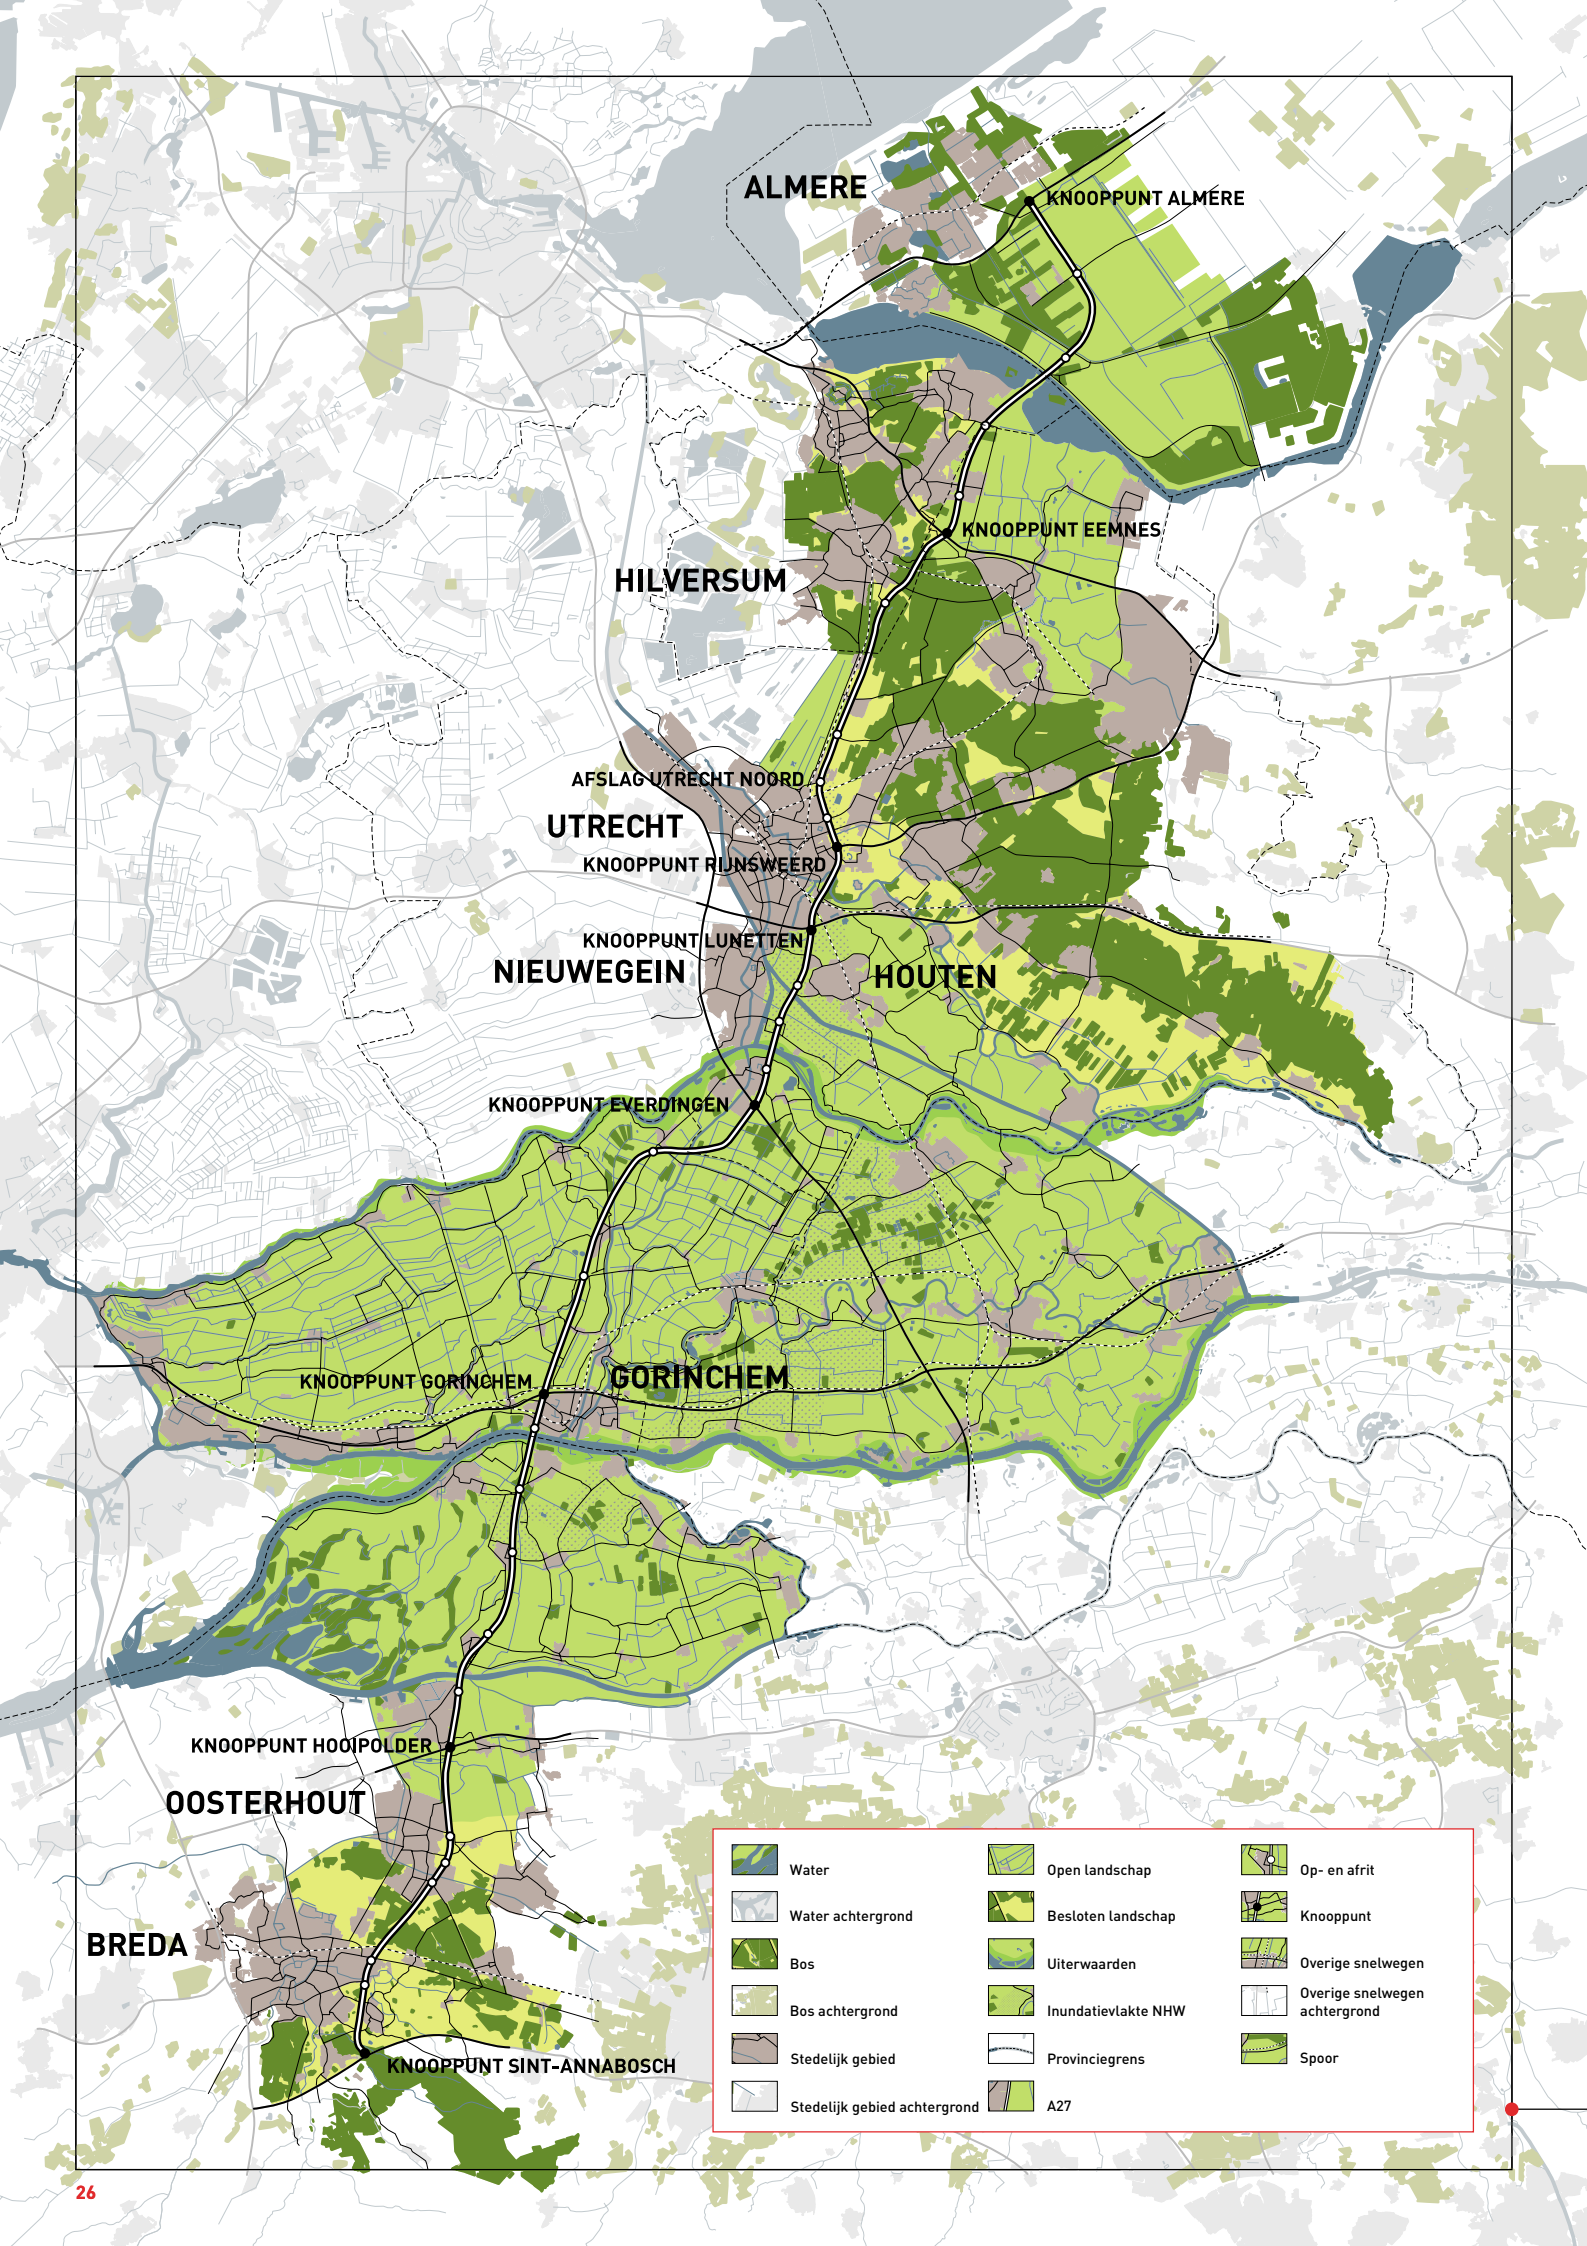 ALMERE
KNOOPPUNT ALMERE
KNOOPPUNT EEMNES
HILVERSUM
AFSLAG UTRECHT NOORD
UTRECHT
KNOOPPUNT RIJNSWEERD
KNOOPPUNT LUNETTEN
NIEUWEGEIN
HOUTEN
KNOOPPUNT EVERDINGEN
KNOOPPUNT GORINCHEM
GORINCHEM
KNOOPPUNT HOOIPOLDER
OOSTERHOUT
BREDA
KNOOPPUNT SINT-ANNABOSCH
Water
Water achtergrond
Bos
Bos achtergrond
Stedelijk gebied
Stedelijk gebied achtergrond
Open landschap
Besloten landschap
Uiterwaarden
Inundatievlakte NHW
Provinciegrens
A27
Op- en afrit
Knooppunt
Overige snelwegen
Overige snelwegen
achtergrond
Spoor
26